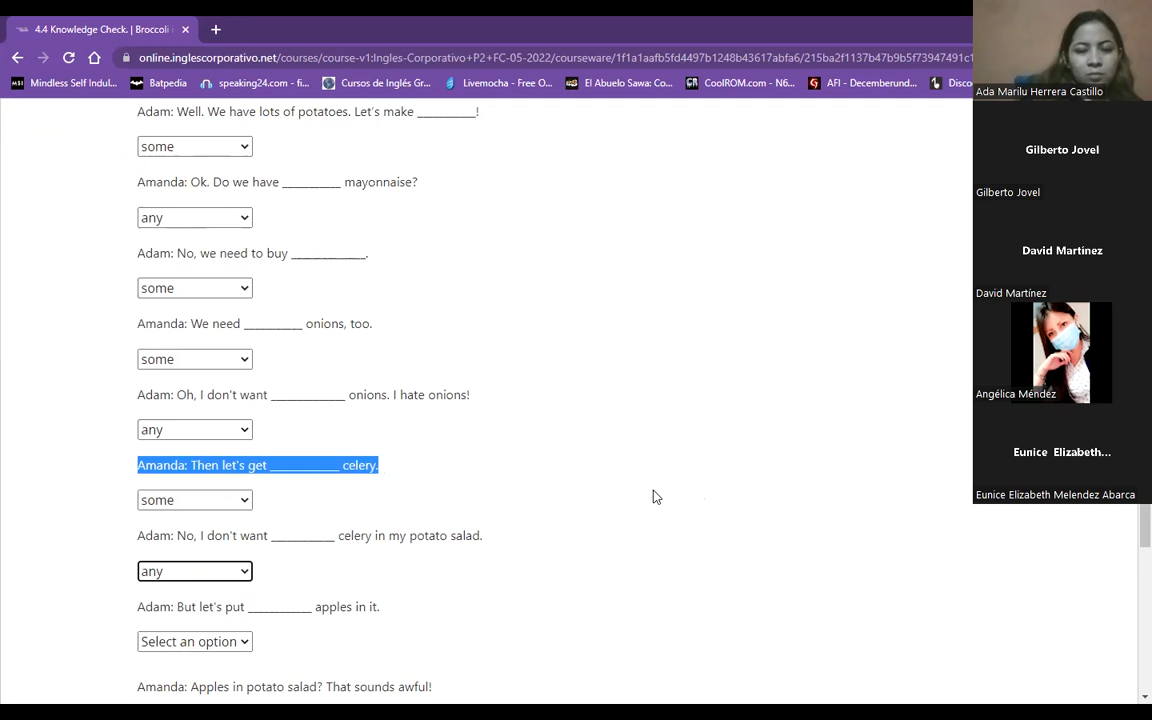 4.4 Knowledge Check. | Broccoli
online.inglescorporativo.net/courses/course-v1:Ingles-Corporativo+P2+FC-05-2022/courseware/1f1a1aafb5fd4497b1248b43617abfa6/215ba2f1137b47b9b5f73947491c1
Mindless Self Indul...
Batpedia
speaking24.com - fi...
Cursos de Inglés Gr...
Livemocha - Free O...
El Abuelo Sawa: Co...
CoolROM.com - N6...
AFI - Decemberund...
Disco
Adam: Well. We have lots of potatoes. Let's make __________!
some
Amanda: Ok. Do we have __________ mayonnaise?
any
Adam: No, we need to buy _____________.
some
Amanda: We need __________ onions, too.
some
Adam: Oh, I don't want _____________ onions. I hate onions!
any
Amanda: Then let's get ____________ celery.
some
Adam: No, I don't want ___________ celery in my potato salad.
any
Adam: But let's put ___________ apples in it.
Select an option
Amanda: Apples in potato salad? That sounds awful!
Ada Marilu Herrera Castillo
Gilberto Jovel
Gilberto Jovel
David Martínez
David Martínez
Angélica Méndez
Eunice Elizabeth...
Eunice Elizabeth Melendez Abarca